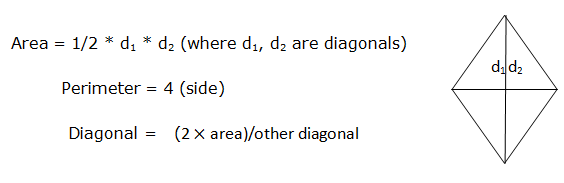 Area = 1/2 * d₁ * d₂ (where d₁, d₂ are diagonals)
d₁ d₂
Perimeter = 4 (side)
Diagonal = (2 × area)/other diagonal